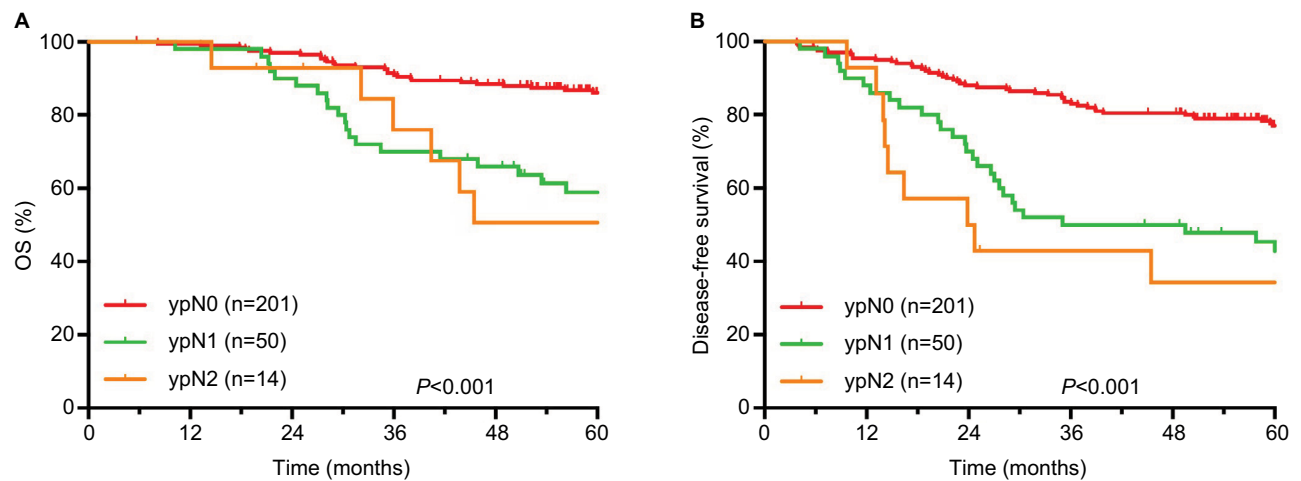 A
100
80
60
40
20
0
OS (%)
ypN0 (n=201)
ypN1 (n=50)
ypN2 (n=14)
P<0.001
0 12 24 36 48 60
Time (months)
B
100
80
60
40
20
0
Disease-free survival (%)
ypN0 (n=201)
ypN1 (n=50)
ypN2 (n=14)
P<0.001
0 12 24 36 48 60
Time (months)